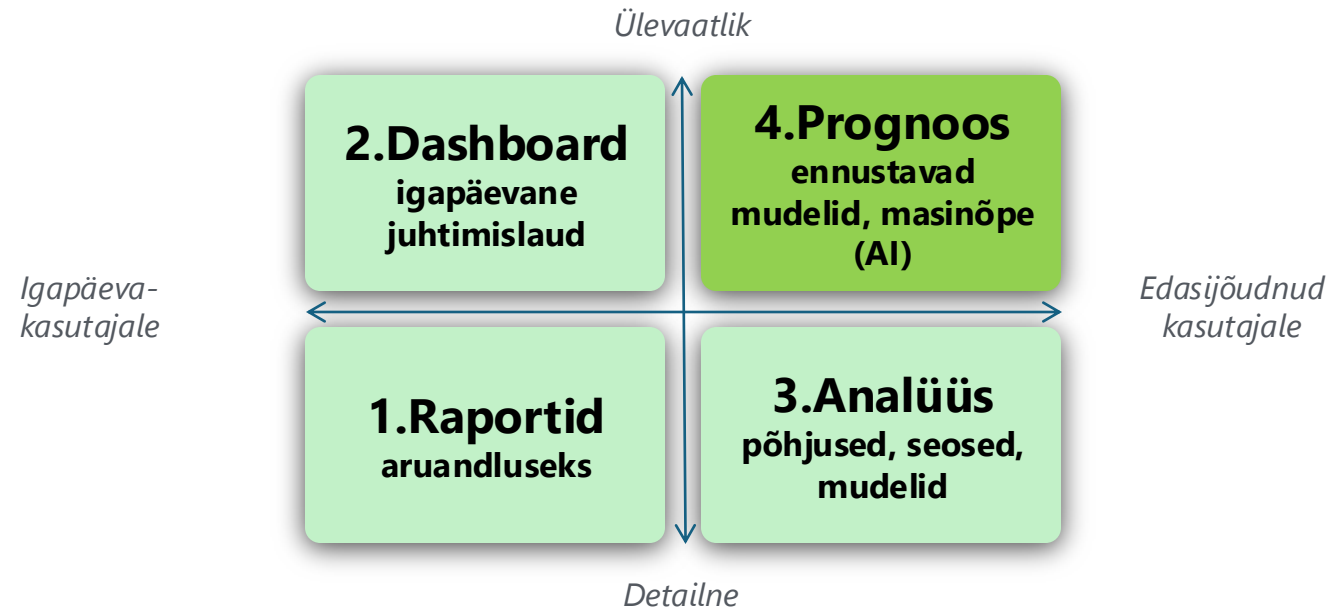 Ülevaatlik
2.Dashboard
igapäevane
juhtimislaud
4.Prognoos
ennustavad
mudelid, masinõpe
(AI)
Igapäeva-
kasutajale
Edasijõudnud
kasutajale
1.Raportid
aruandluseks
3.Analüüs
põhjused, seosed,
mudelid
Detailne